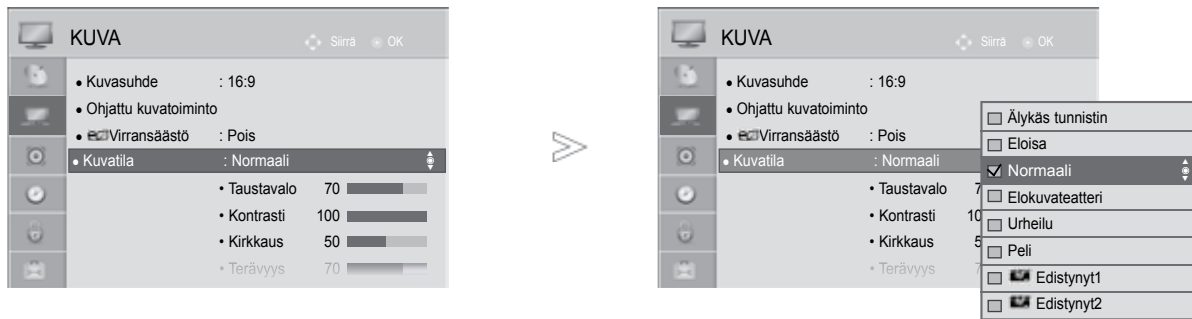 KUVA
Siirrä OK
• Kuvasuhde : 16:9
• Ohjattu kuvatoiminto
• Virransäästö : Pois
• Kuvatila : Normaali
• Taustavalo 70
• Kontrasti 100
• Kirkkaus 50
• Terävyys 70
KUVA
Siirrä OK
• Kuvasuhde : 16:9
• Ohjattu kuvatoiminto
• Virransäästö : Pois
• Kuvatila : Normaali
• Taustavalo
• Kontrasti
• Kirkkaus
• Terävyys
Älykäs tunnistin
Eloisa
Normaali
Elokuvateatteri
Urheilu
Peli
Edistynyt1
Edistynyt2